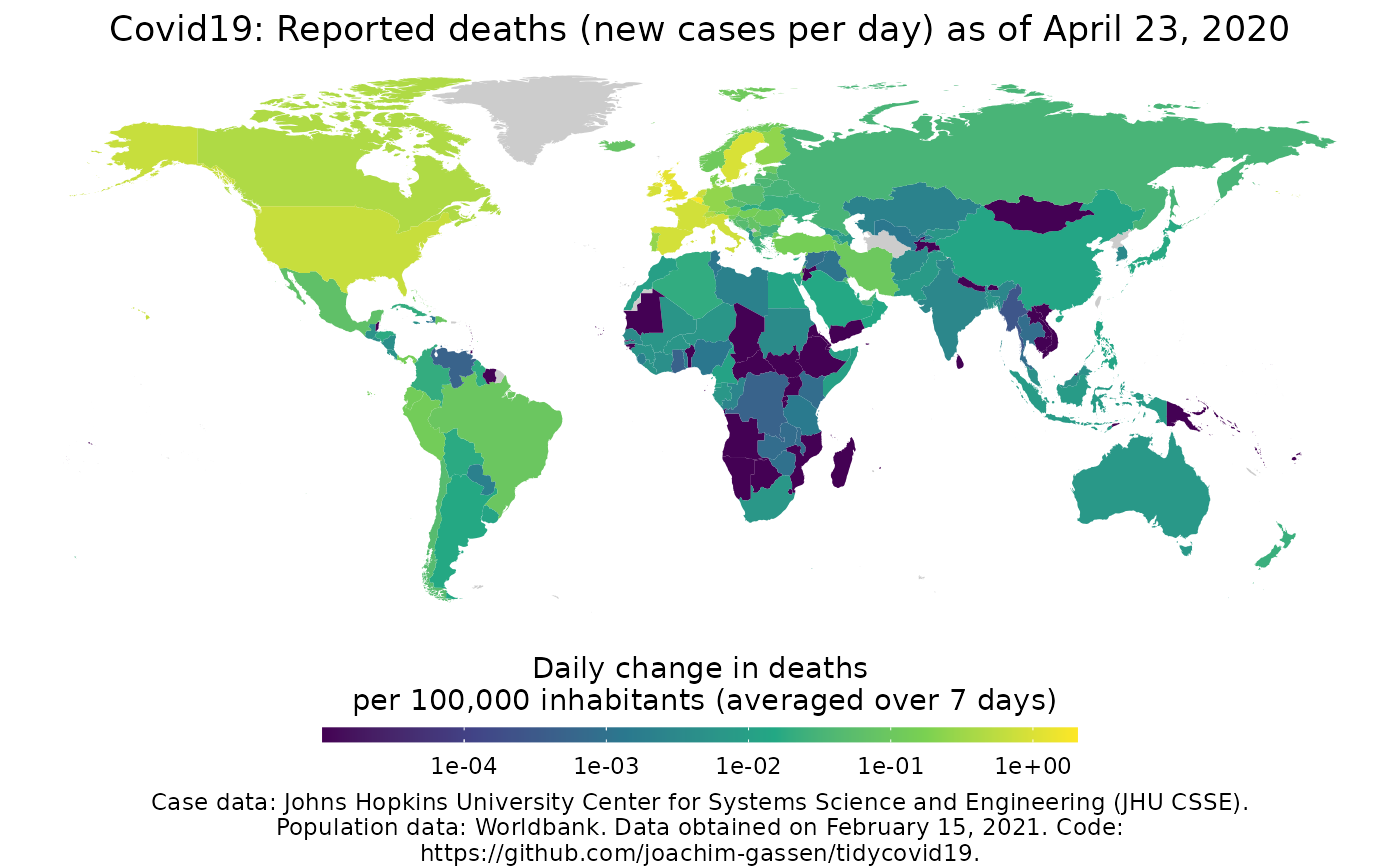 Covid19: Reported deaths (new cases per day) as of April 23, 2020
Daily change in deaths
per 100,000 inhabitants (averaged over 7 days)
1e-04 1e-03 1e-02 1e-01 1e+00
Case data: Johns Hopkins University Center for Systems Science and Engineering (JHU CSSE).
Population data: Worldbank. Data obtained on February 15, 2021. Code:
https://github.com/joachim-gassen/tidycovid19.